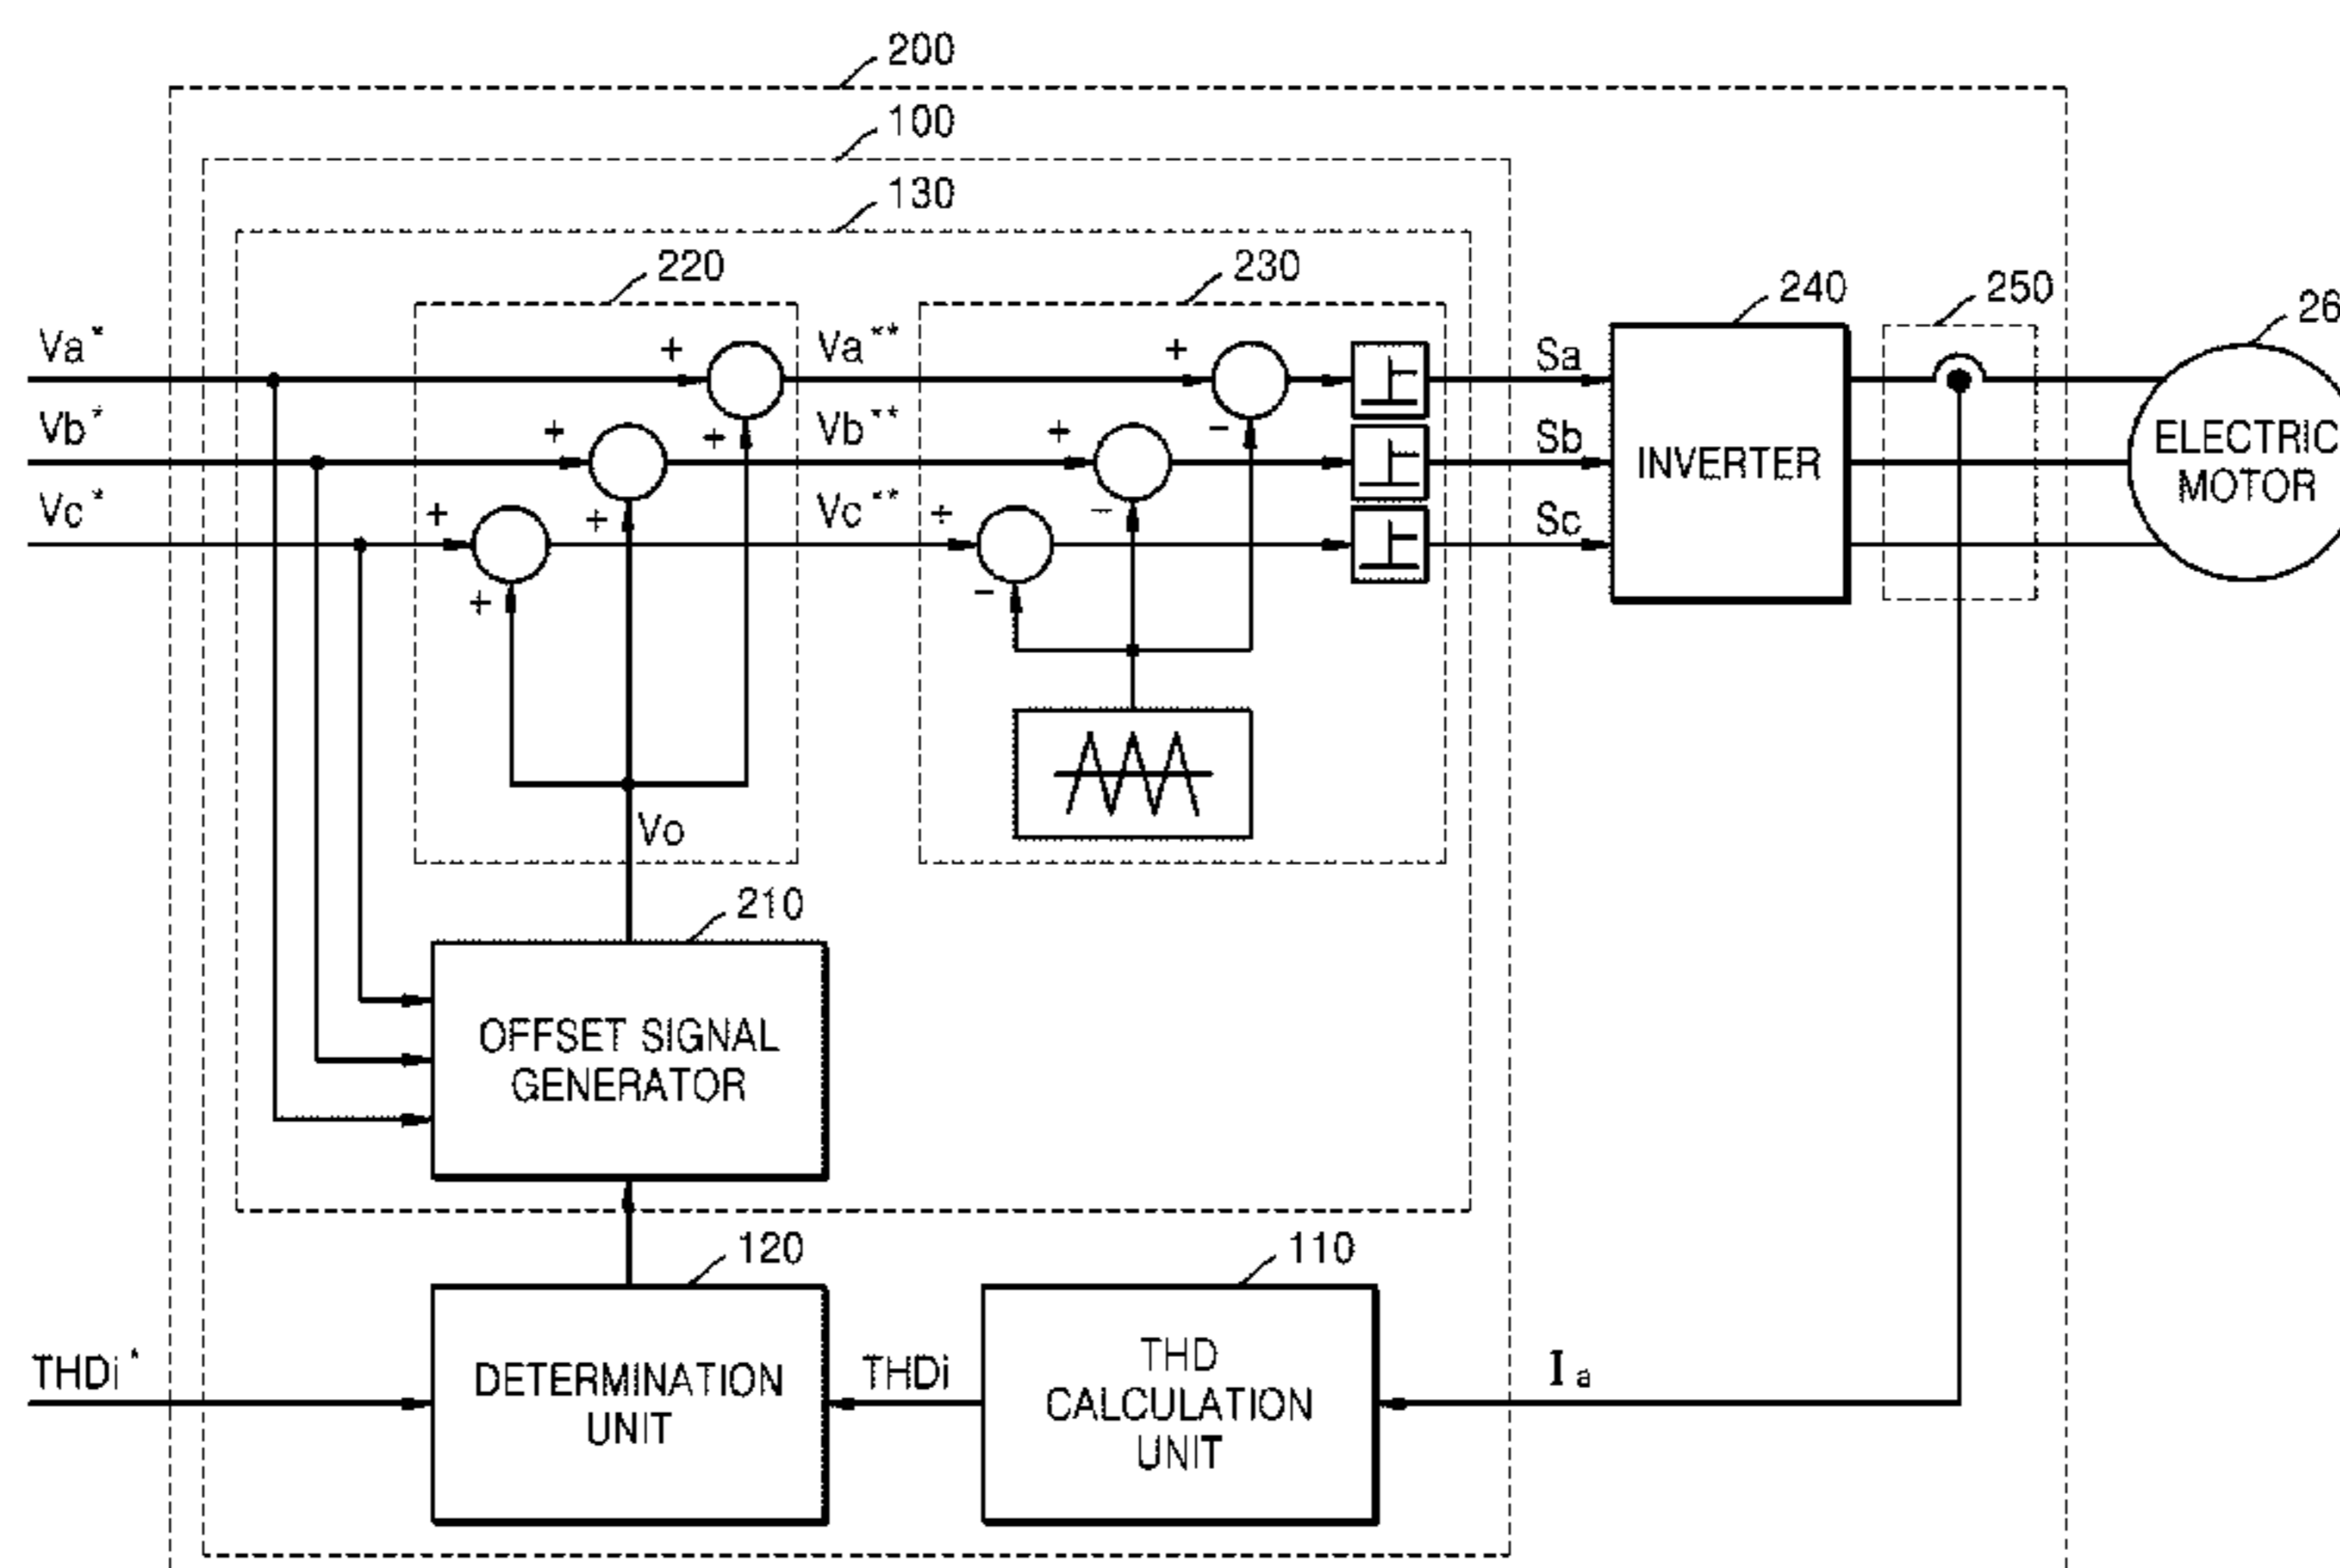 200
100
130
220
230
240
250
26
Va*
Va**
Sa
Vb*
Vb**
Sb
Vc*
Vc**
Sc
+
+
+
+
+
+
+
-
+
-
+
-
INVERTER
ELECTRIC
MOTOR
Vo
210
OFFSET SIGNAL
GENERATOR
120
110
THDi*
DETERMINATION
UNIT
THDi
THD
CALCULATION
UNIT
Ia